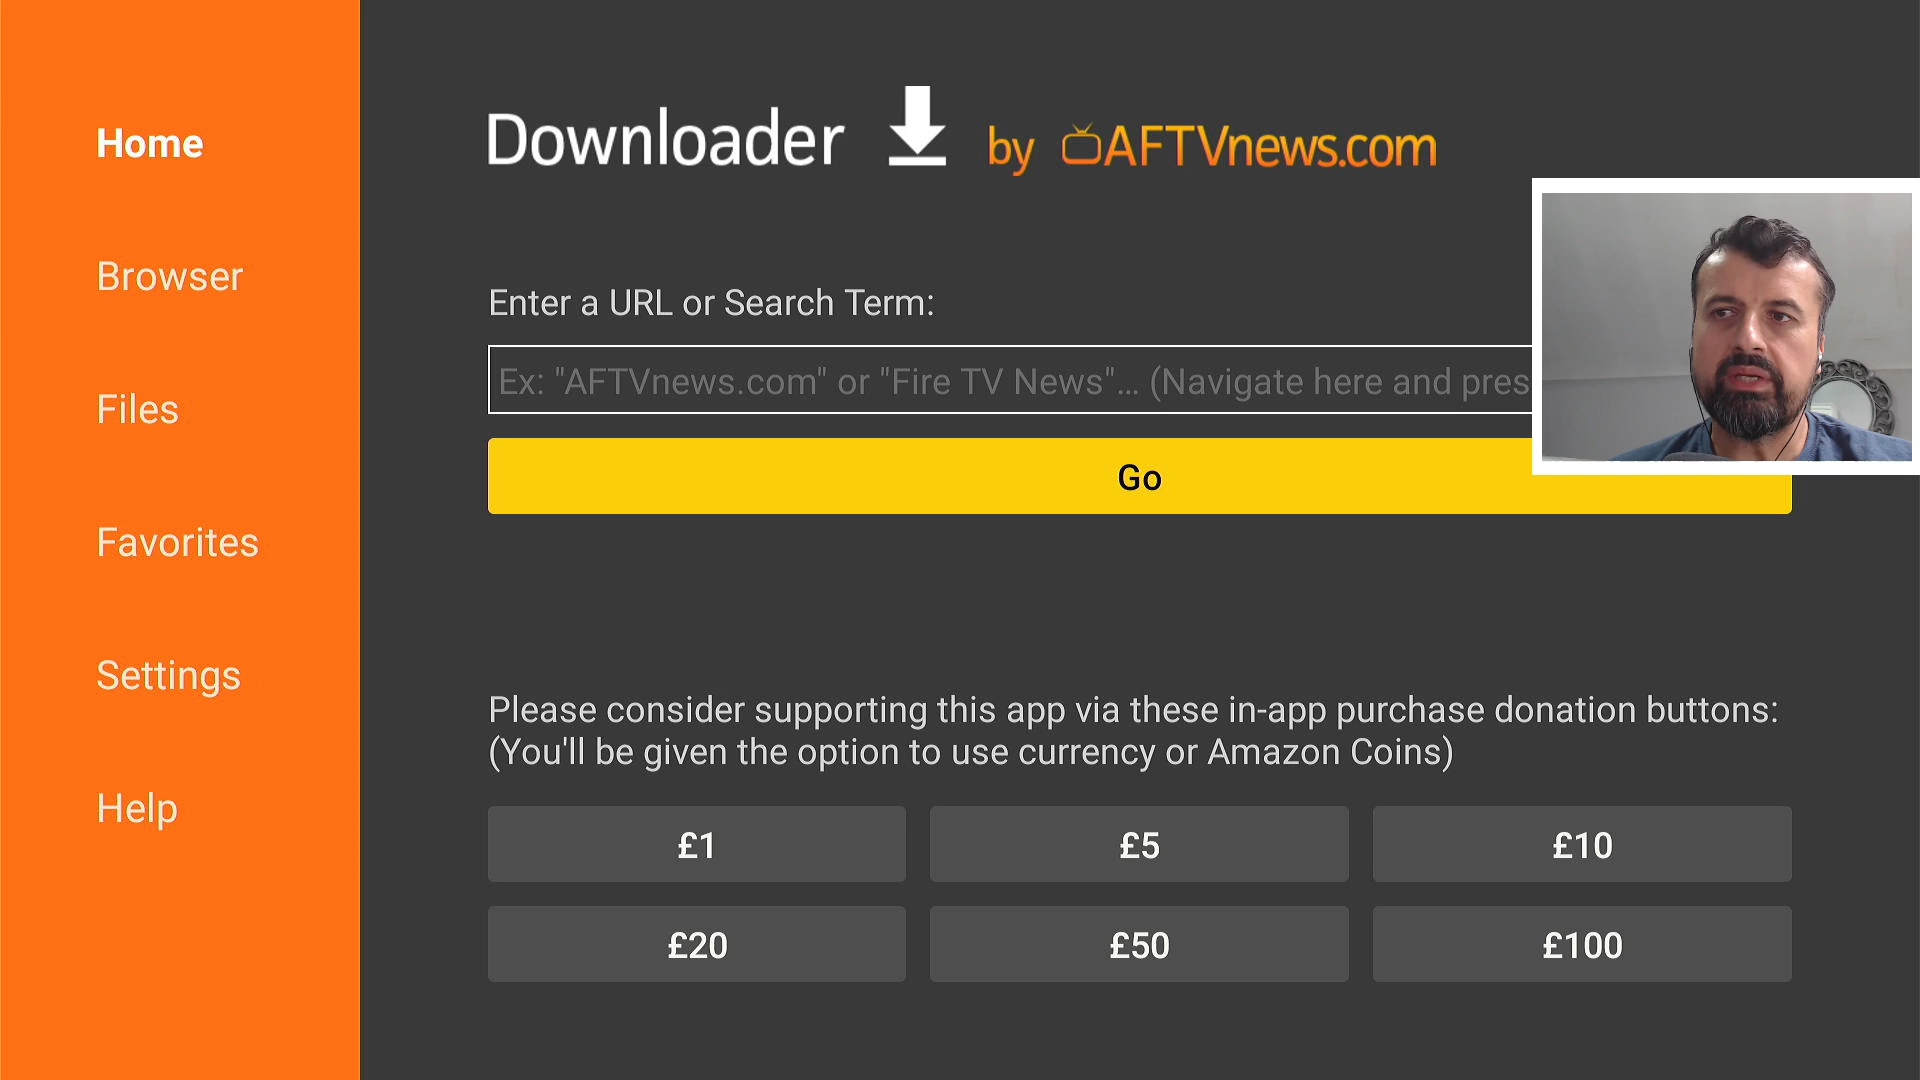 Home
Browser
Files
Favorites
Settings
Help
Downloader by AFTVnews.com
Enter a URL or Search Term:
Ex: "AFTVnews.com" or "Fire TV News"... (Navigate here and pres
Go
Please consider supporting this app via these in-app purchase donation buttons:
(You'll be given the option to use currency or Amazon Coins)
£1 £5 £10
£20 £50 £100